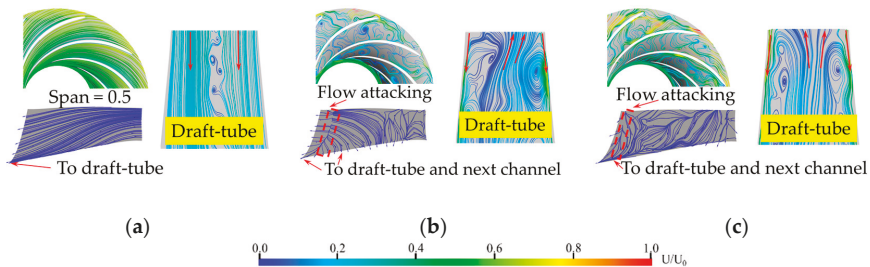 Span = 0.5
Draft-tube
To draft-tube
(a)
Flow attacking
Draft-tube
To draft-tube and next channel
(b)
Flow attacking
Draft-tube
To draft-tube and next channel
(c)
0.0 0.2 0.4 0.6 0.8 1.0
U/U₀